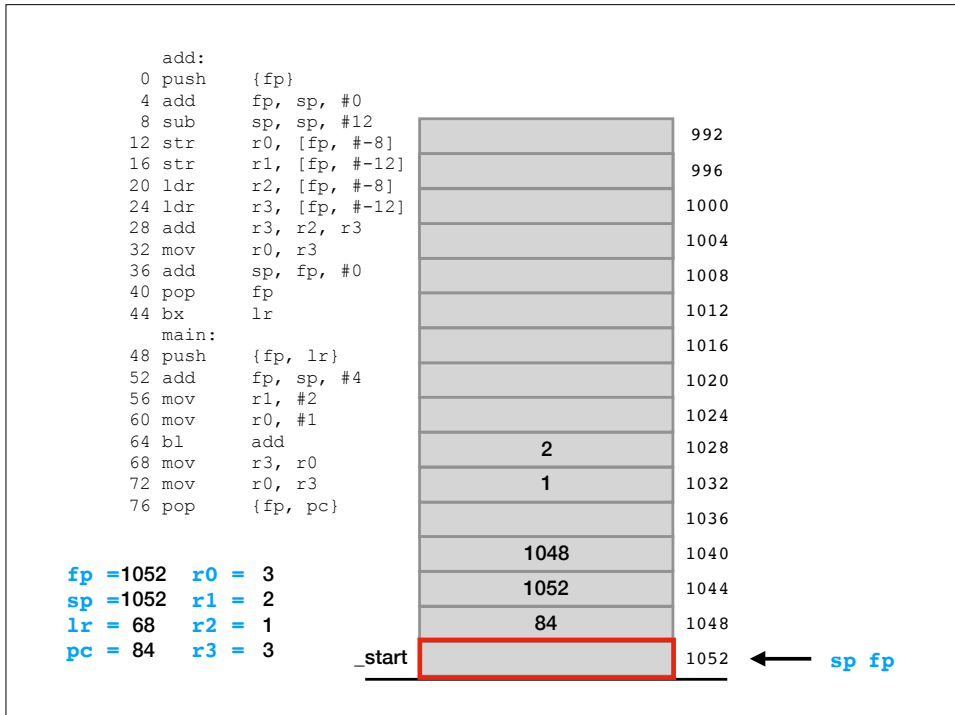 add:
0 push {fp}
4 add fp, sp, #0
8 sub sp, sp, #12
12 str r0, [fp, #-8]
16 str r1, [fp, #-12]
20 ldr r2, [fp, #-8]
24 ldr r3, [fp, #-12]
28 add r3, r2, r3
32 mov r0, r3
36 add sp, fp, #0
40 pop fp
44 bx lr
main:
48 push {fp, lr}
52 add fp, sp, #4
56 mov r1, #2
60 mov r0, #1
64 bl add
68 mov r3, r0
72 mov r0, r3
76 pop {fp, pc}
fp =1052 r0 = 3
sp =1052 r1 = 2
lr = 68 r2 = 1
pc = 84 r3 = 3
992
996
1000
1004
1008
1012
1016
1020
1024
2 1028
1 1032
1036
1048 1040
1052 1044
84 1048
_start 1052 sp fp